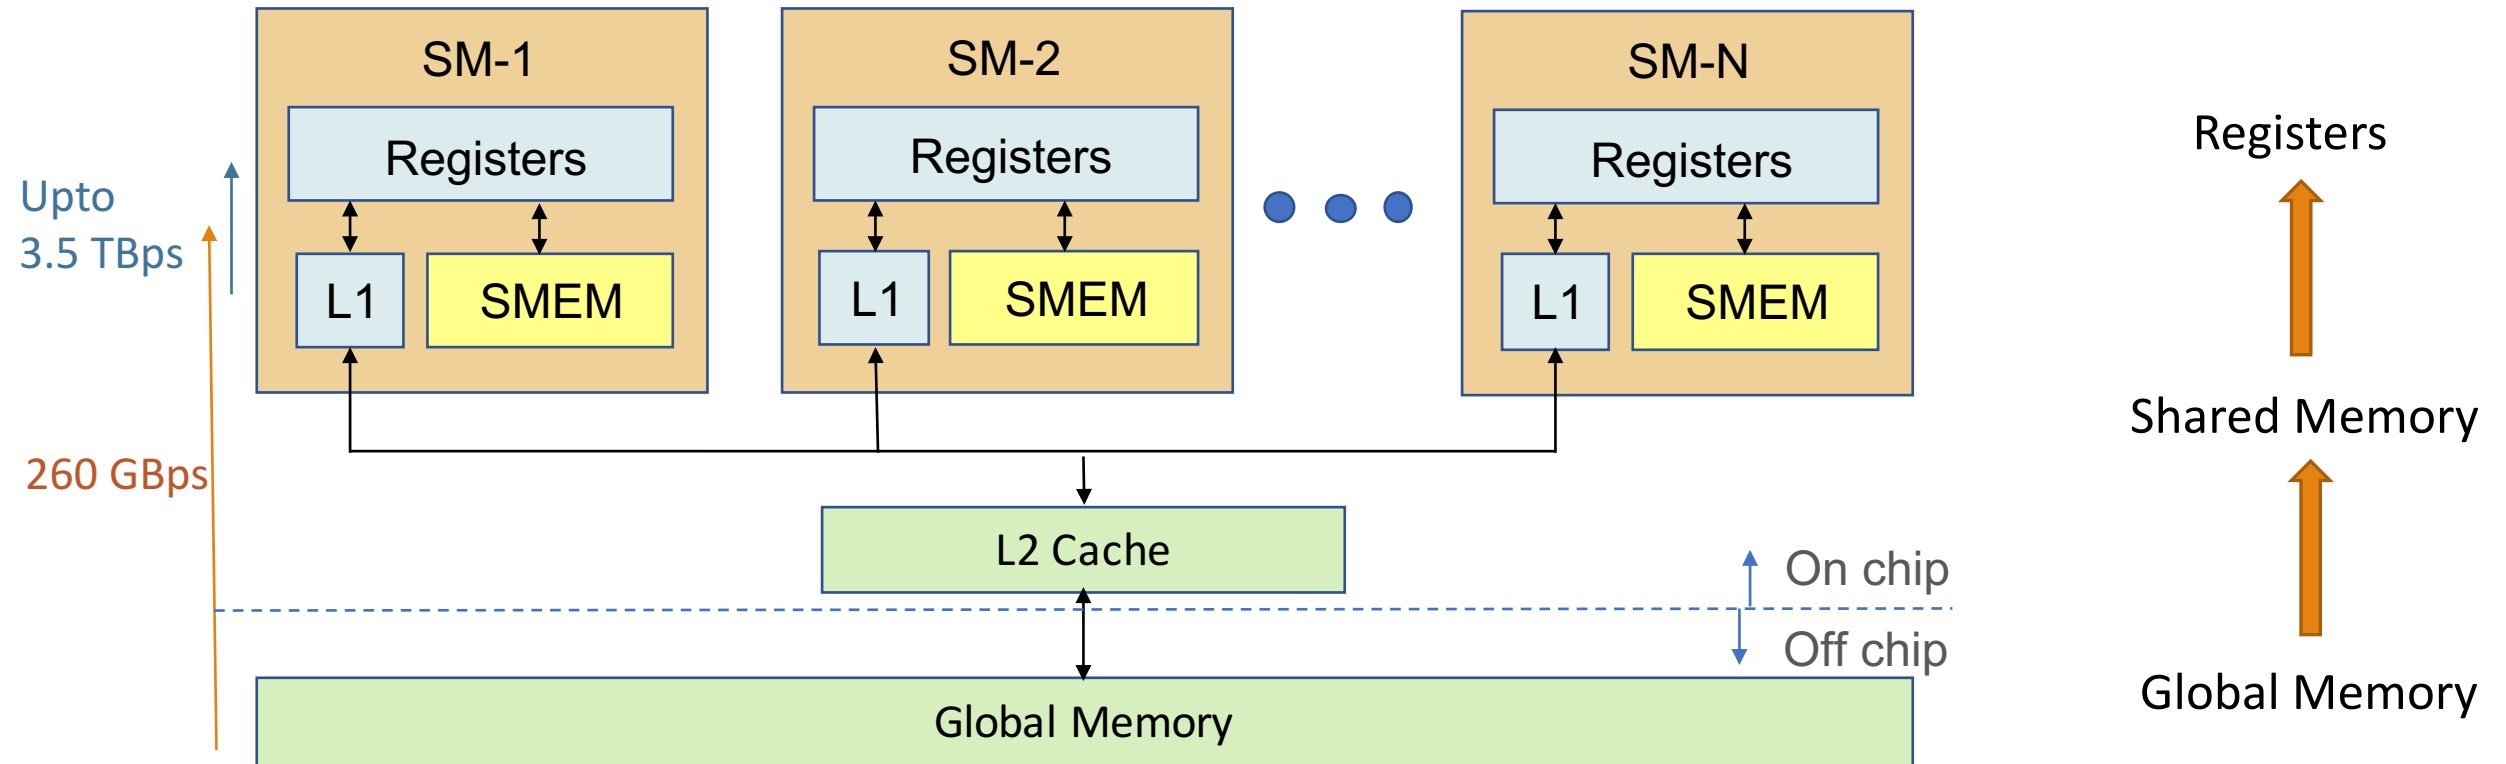 SM-1
SM-2
SM-N
Registers
Registers
Registers
Registers
Upto
3.5 TBps
L1
SMEM
L1
SMEM
L1
SMEM
Shared Memory
260 GBps
L2 Cache
On chip
Off chip
Global Memory
Global Memory